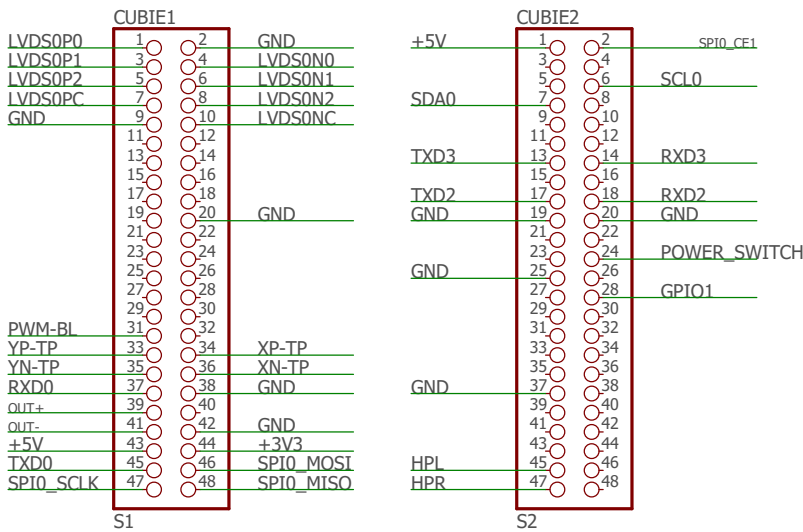 CUBIE1
LVDS0P0 1 2 GND
LVDS0P1 3 4 LVDS0N0
LVDS0P2 5 6 LVDS0N1
LVDS0PC 7 8 LVDS0N2
GND 9 10 LVDS0NC
11 12
13 14
15 16
17 18
19 20 GND
21 22
23 24
25 26
27 28
29 30
PWM-BL 31 32
YP-TP 33 34 XP-TP
YN-TP 35 36 XN-TP
RXD0 37 38 GND
OUT+ 39 40
OUT- 41 42 GND
+5V 43 44 +3V3
TXD0 45 46 SPI0_MOSI
SPI0_SCLK 47 48 SPI0_MISO
S1
CUBIE2
+5V 1 2 SPI0_CE1
3 4
5 6 SCL0
SDA0 7 8
9 10
11 12
TXD3 13 14 RXD3
15 16
TXD2 17 18 RXD2
GND 19 20 GND
21 22
23 24 POWER_SWITCH
GND 25 26
27 28 GPIO1
29 30
31 32
33 34
35 36
GND 37 38
39 40
41 42
43 44
HPL 45 46
HPR 47 48
S2